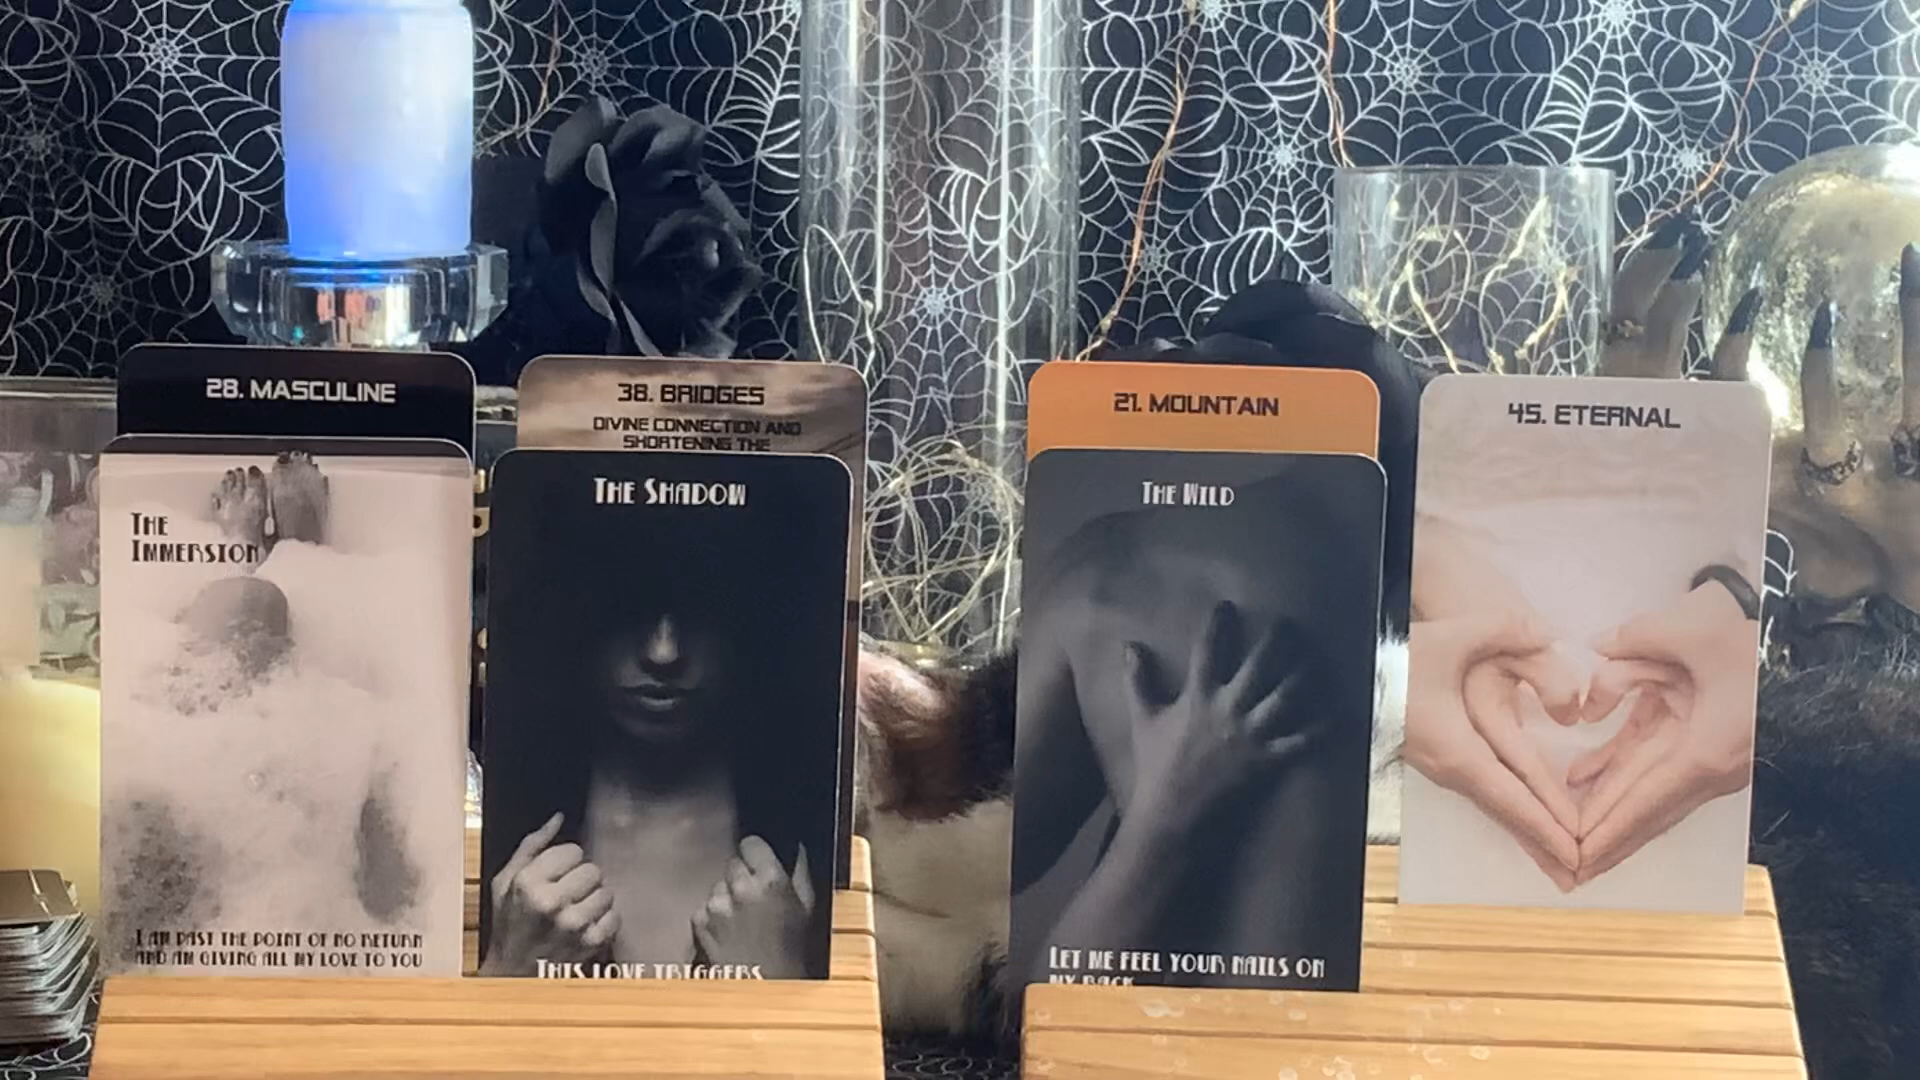 28. MASCULINE
THE
IMMERSION
I AM PAST THE POINT OF NO RETURN
AND AM GIVING ALL MY LOVE TO YOU
38. BRIDGES
DIVINE CONNECTION AND
SHORTENING THE
THE SHADOW
THIS LOVE TRIGGERS
21. MOUNTAIN
THE WILD
LET ME FEEL YOUR NAILS ON
MY BACK
45. ETERNAL